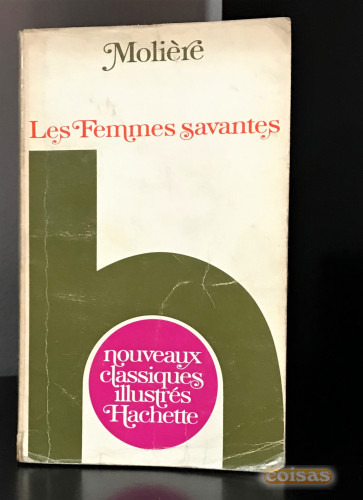 Molière
Les Femmes savantes
h
nouveaux
classiques
illustrés
Hachette
coisas